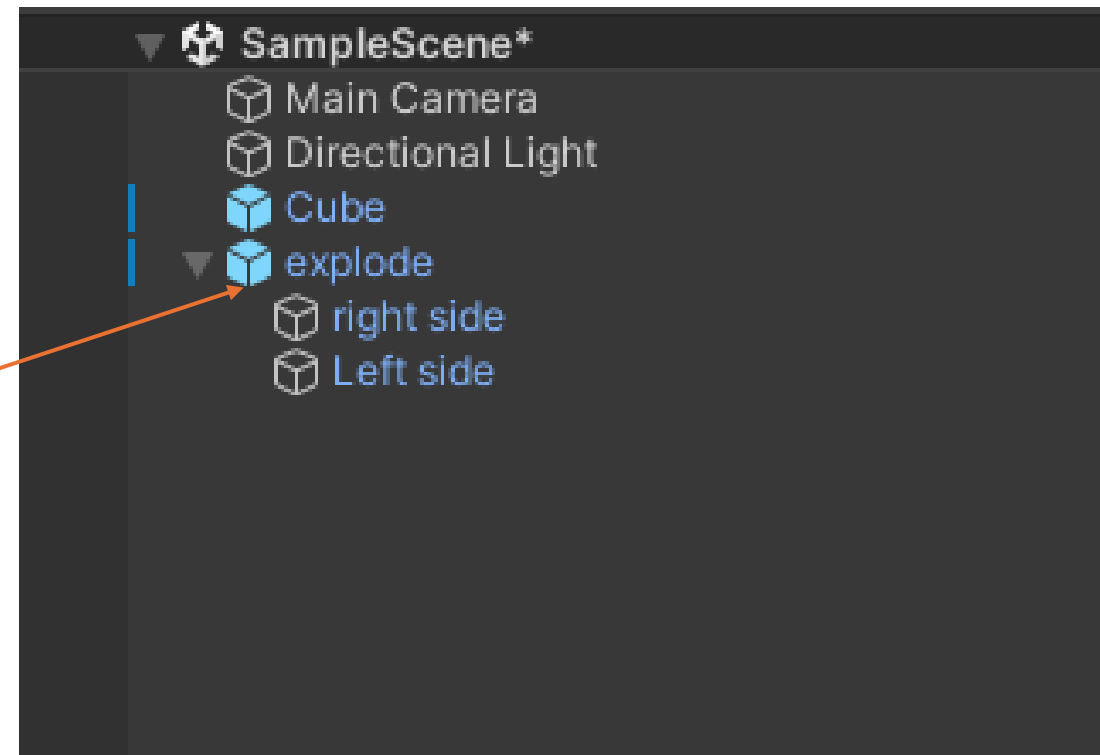 SampleScene*
Main Camera
Directional Light
Cube
explode
right side
Left side